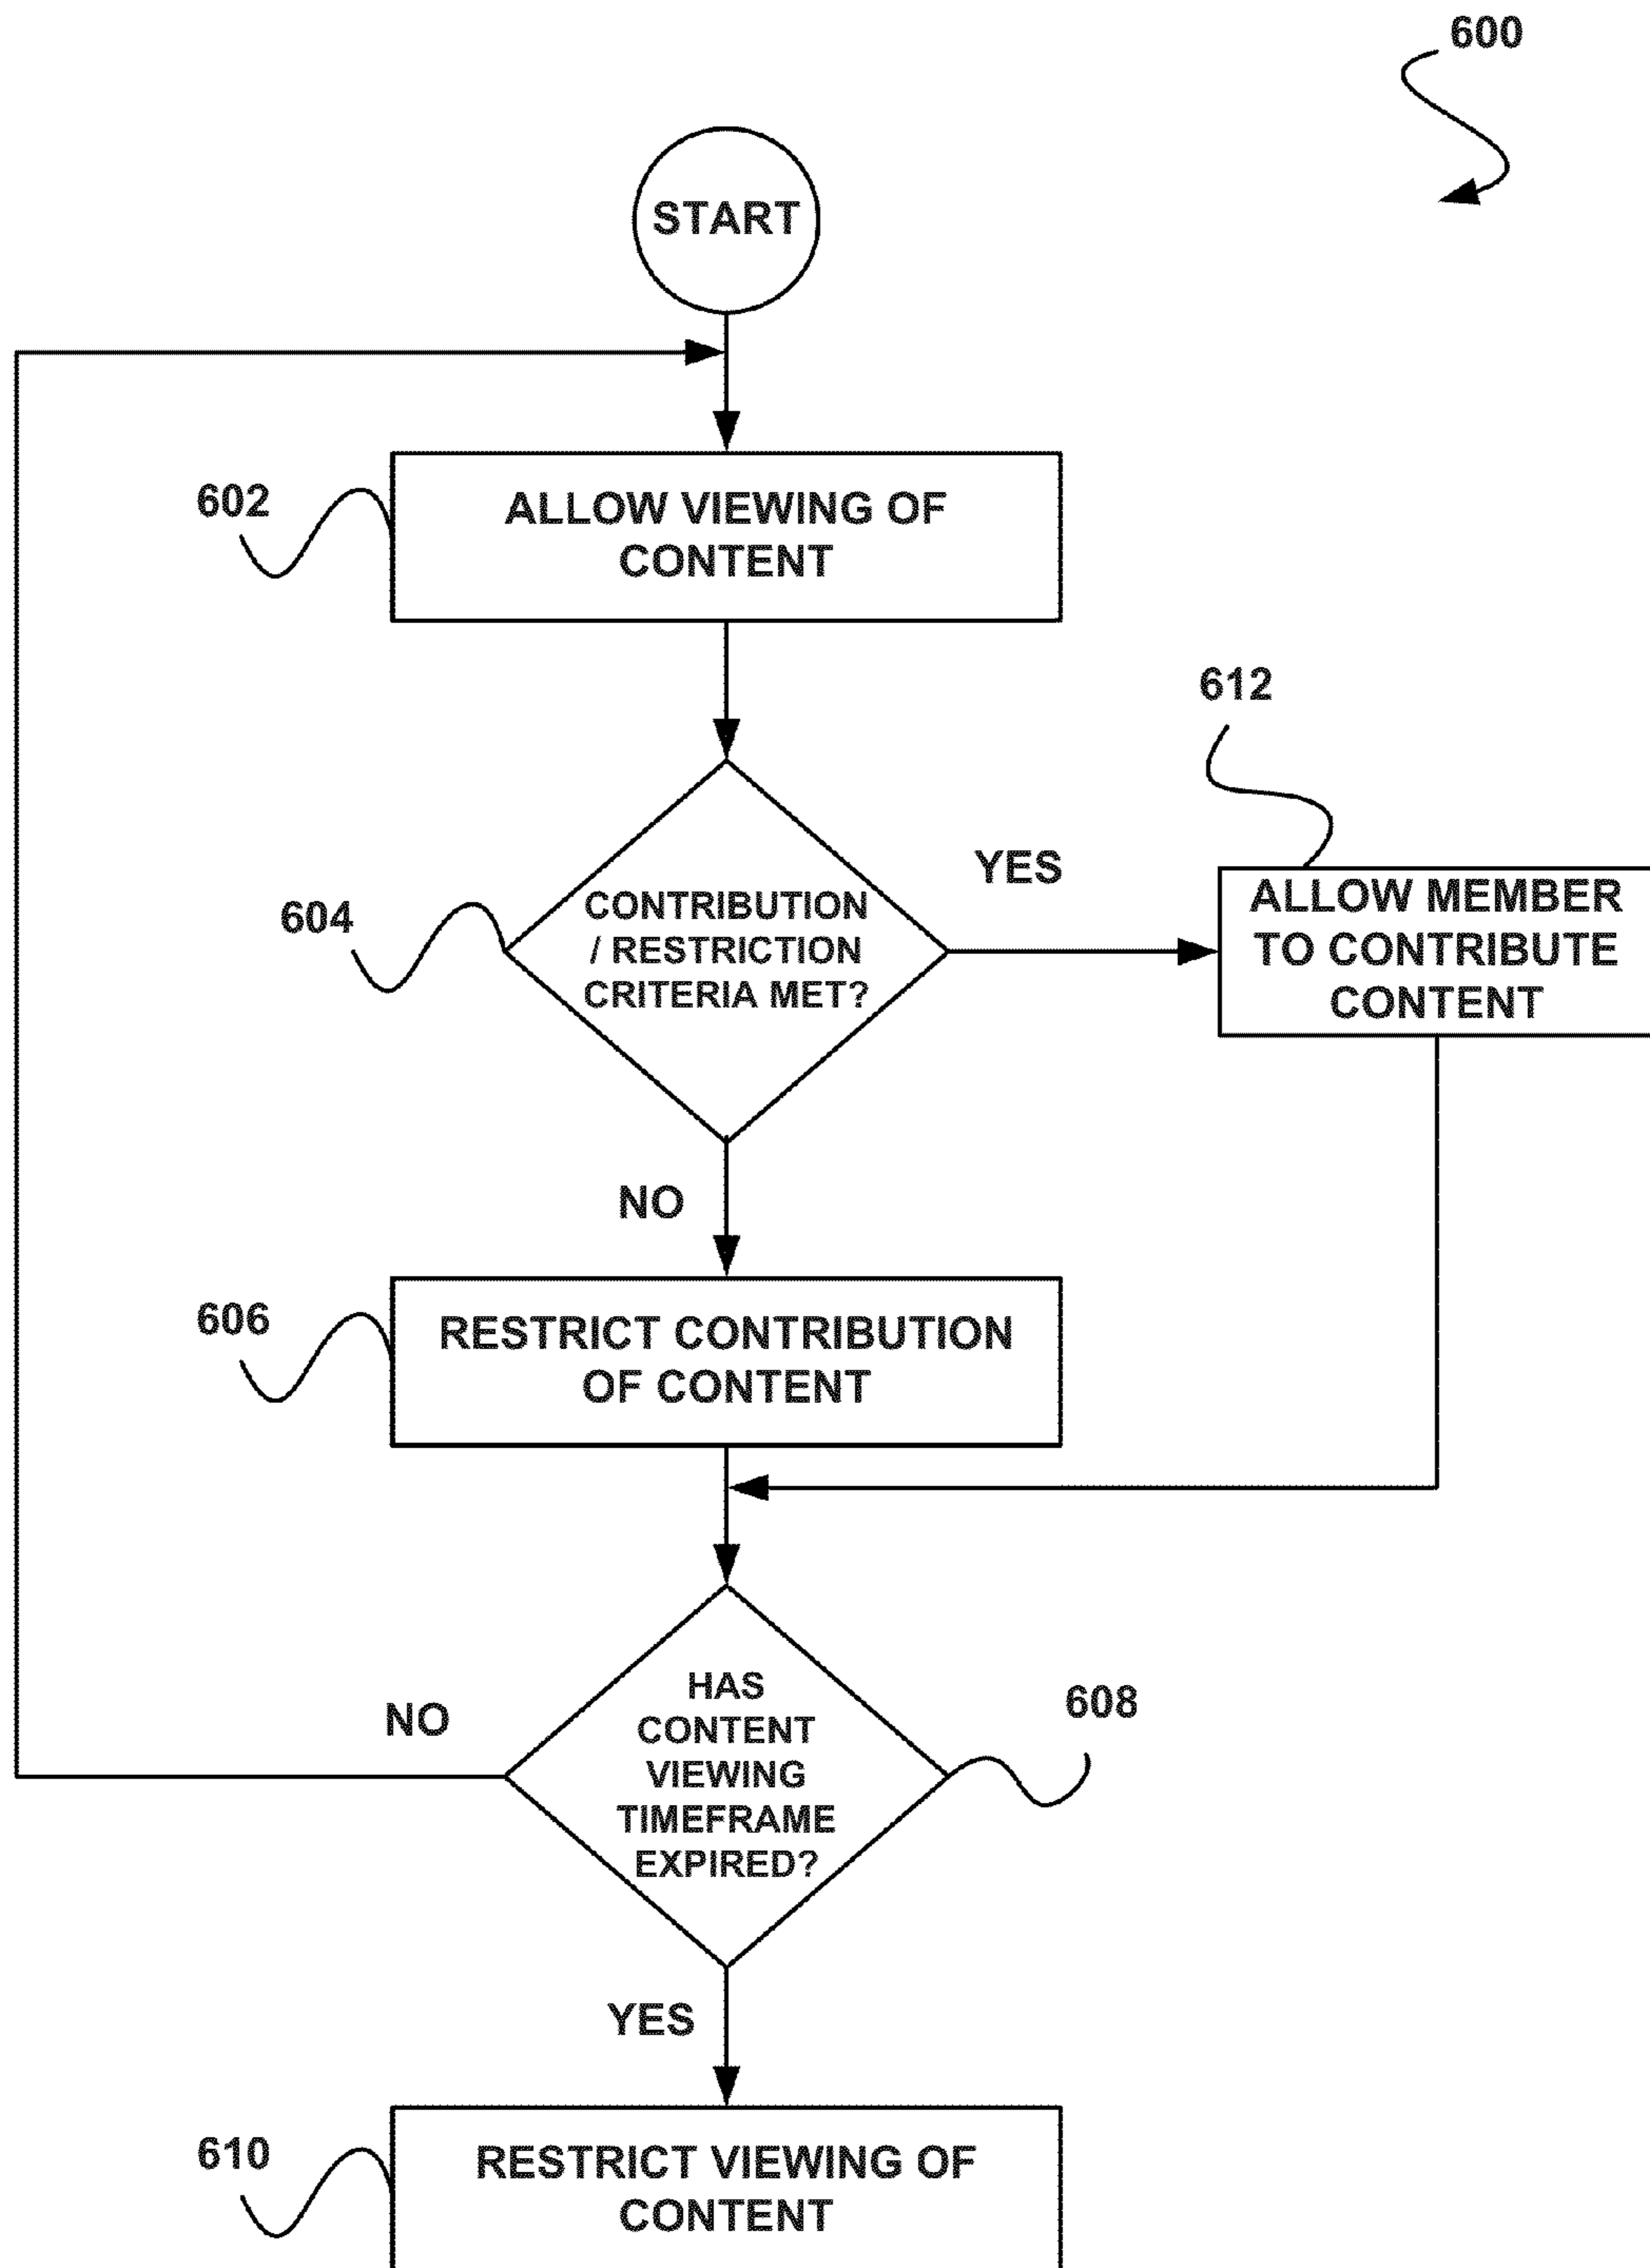 600
START
602
ALLOW VIEWING OF
CONTENT
612
604
CONTRIBUTION
/ RESTRICTION
CRITERIA MET?
YES
ALLOW MEMBER
TO CONTRIBUTE
CONTENT
NO
606
RESTRICT CONTRIBUTION
OF CONTENT
NO
HAS
CONTENT
VIEWING
TIMEFRAME
EXPIRED?
608
YES
610
RESTRICT VIEWING OF
CONTENT